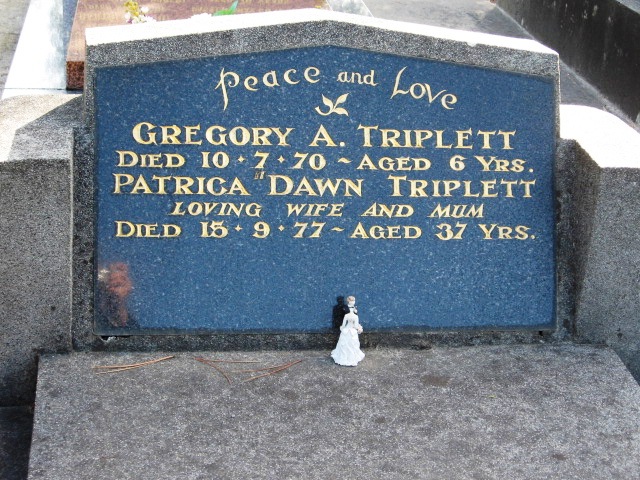 Peace and Love
GREGORY A. TRIPLETT
DIED 10 · 7 · 70 ~ AGED 6 YRS.
PATRICA DAWN TRIPLETT
LOVING WIFE AND MUM
DIED 15 · 9 · 77 ~ AGED 37 YRS.